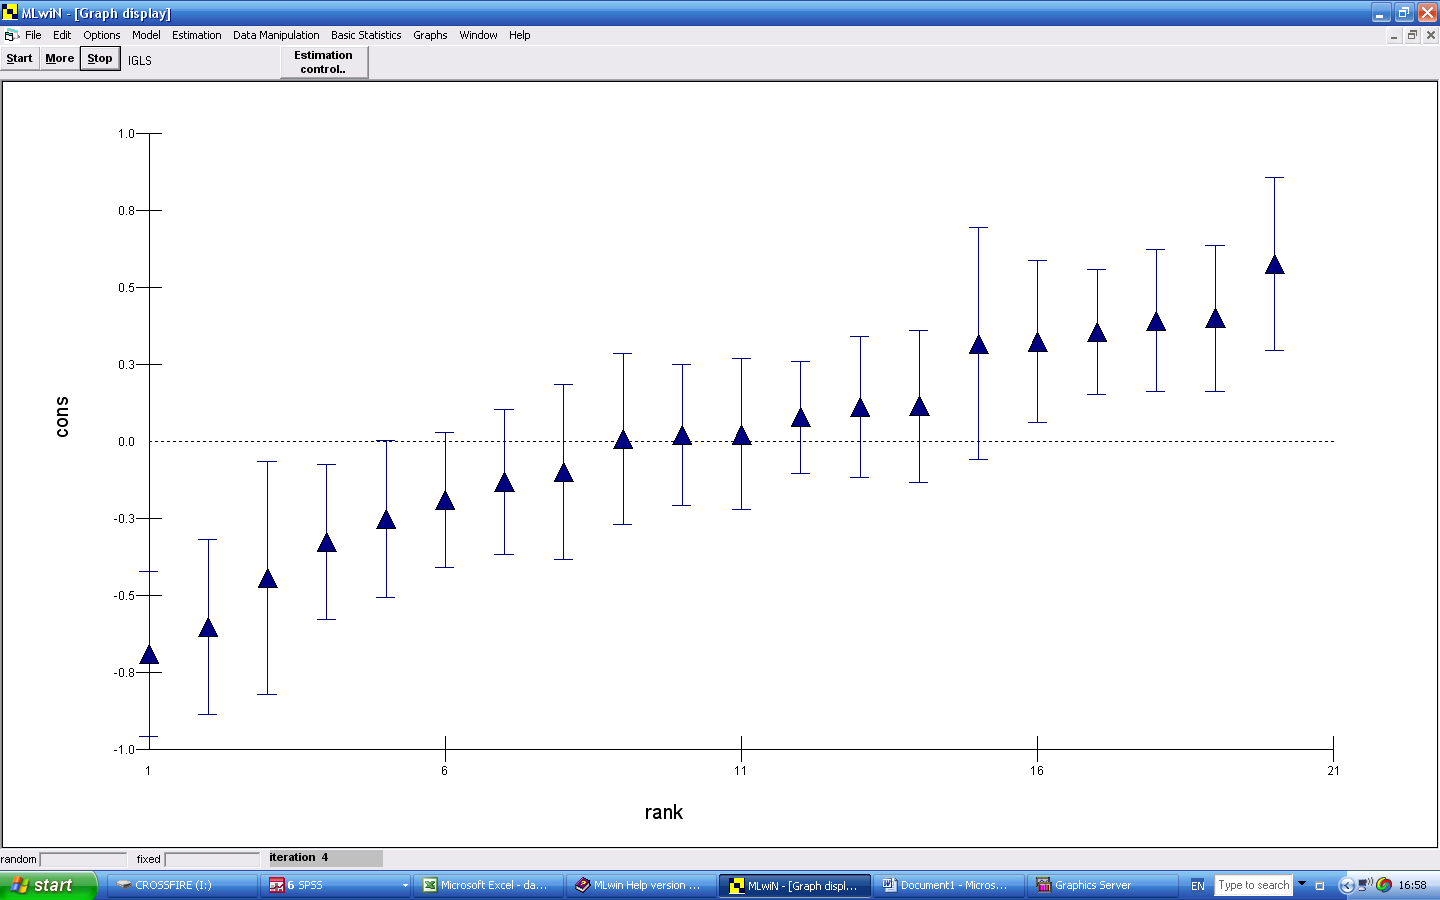 MLwiN - [Graph display]
File Edit Options Model Estimation Data Manipulation Basic Statistics Graphs Window Help
Start More Stop IGLS Estimation control..
1.0
0.8
0.5
0.3
0.0
-0.3
-0.5
-0.8
-1.0
cons
1 6 11 16 21
rank
random fixed iteration 4
start CROSSFIRE (I:) 6 SPSS Microsoft Excel - da... MLwin Help version ... MLwiN - [Graph displ... Document1 - Micros... Graphics Server EN Type to search 16:58